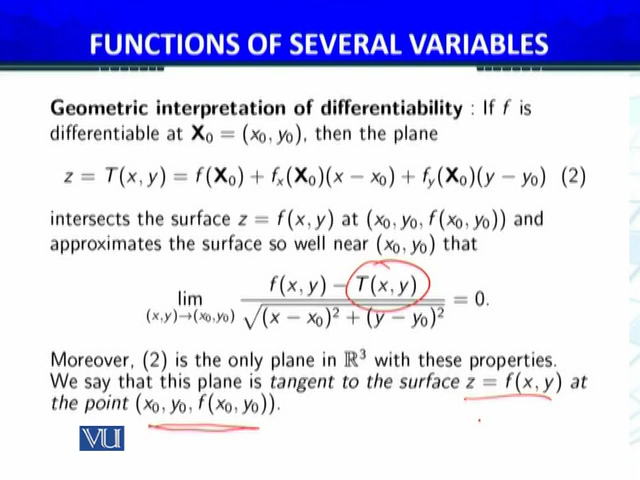 FUNCTIONS OF SEVERAL VARIABLES
Geometric interpretation of differentiability : If f is
differentiable at X₀ = (x₀, y₀), then the plane
z = T(x, y) = f(X₀) + fₓ(X₀)(x − x₀) + f_y(X₀)(y − y₀) (2)
intersects the surface z = f(x, y) at (x₀, y₀, f(x₀, y₀)) and
approximates the surface so well near (x₀, y₀) that
lim_{(x,y)→(x₀,y₀)} (f(x, y) − T(x, y)) / √((x − x₀)² + (y − y₀)²) = 0.
Moreover, (2) is the only plane in ℝ³ with these properties.
We say that this plane is tangent to the surface z = f(x, y) at
the point (x₀, y₀, f(x₀, y₀)).
VU